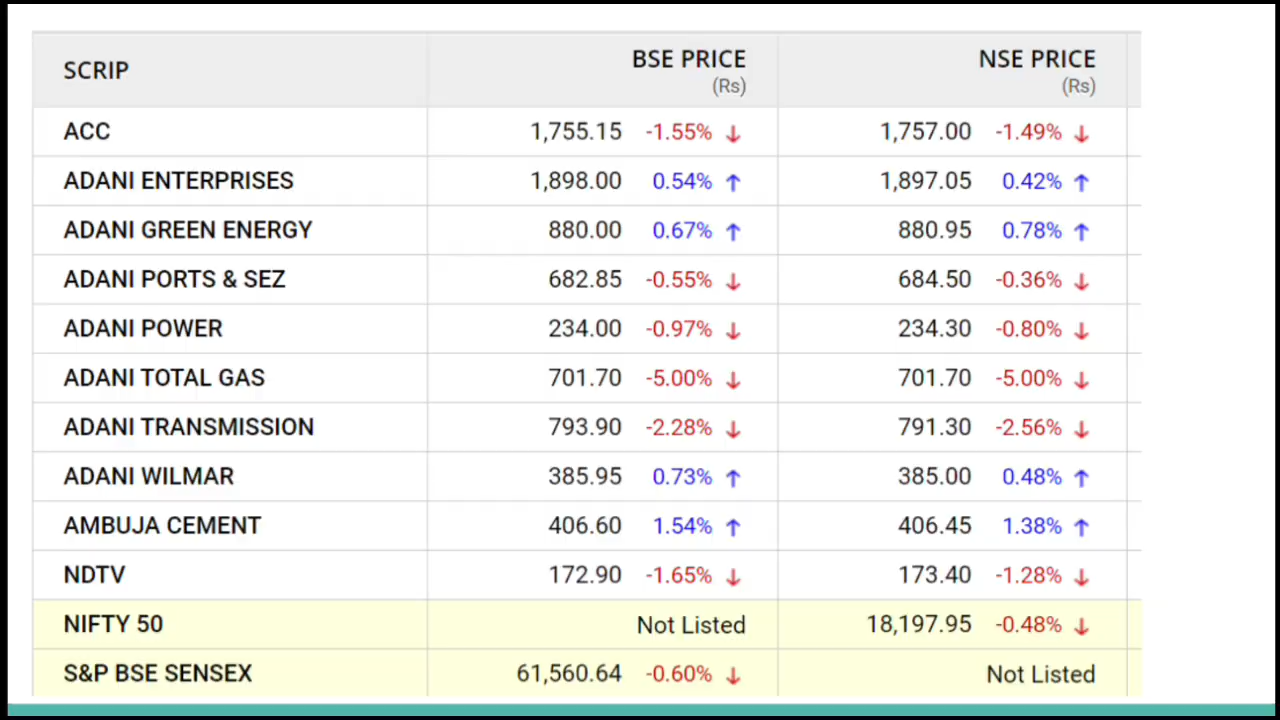 SCRIP BSE PRICE NSE PRICE
(Rs) (Rs)
ACC 1,755.15 -1.55% ↓ 1,757.00 -1.49% ↓
ADANI ENTERPRISES 1,898.00 0.54% ↑ 1,897.05 0.42% ↑
ADANI GREEN ENERGY 880.00 0.67% ↑ 880.95 0.78% ↑
ADANI PORTS & SEZ 682.85 -0.55% ↓ 684.50 -0.36% ↓
ADANI POWER 234.00 -0.97% ↓ 234.30 -0.80% ↓
ADANI TOTAL GAS 701.70 -5.00% ↓ 701.70 -5.00% ↓
ADANI TRANSMISSION 793.90 -2.28% ↓ 791.30 -2.56% ↓
ADANI WILMAR 385.95 0.73% ↑ 385.00 0.48% ↑
AMBUJA CEMENT 406.60 1.54% ↑ 406.45 1.38% ↑
NDTV 172.90 -1.65% ↓ 173.40 -1.28% ↓
NIFTY 50 Not Listed 18,197.95 -0.48% ↓
S&P BSE SENSEX 61,560.64 -0.60% ↓ Not Listed